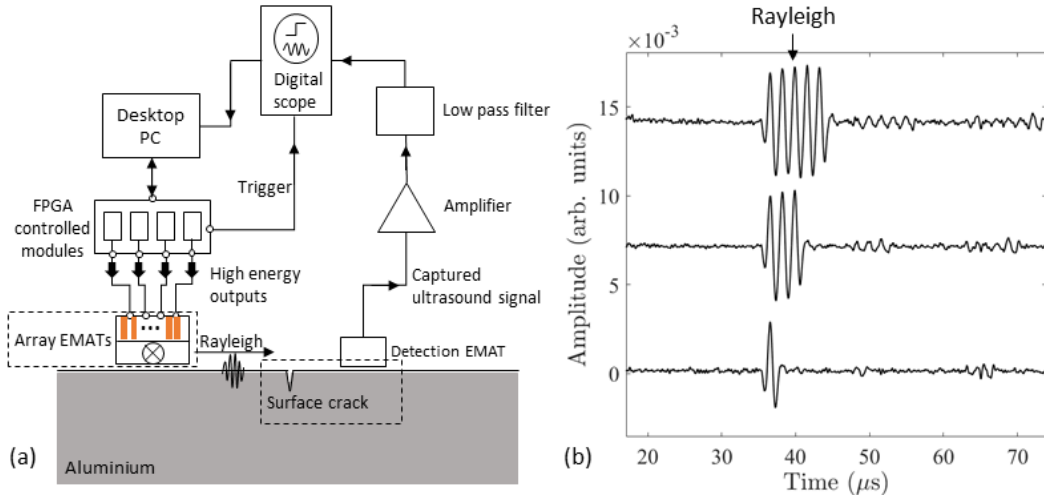 Digital
scope
Low pass filter
Desktop
PC
Trigger
Amplifier
FPGA
controlled
modules
High energy
outputs
Captured
ultrasound signal
Array EMATs
Rayleigh
Detection EMAT
Surface crack
(a)
Aluminium
Rayleigh
×10⁻³
15
10
5
0
Amplitude (arb. units)
20
30
40
50
60
70
(b)
Time (μs)